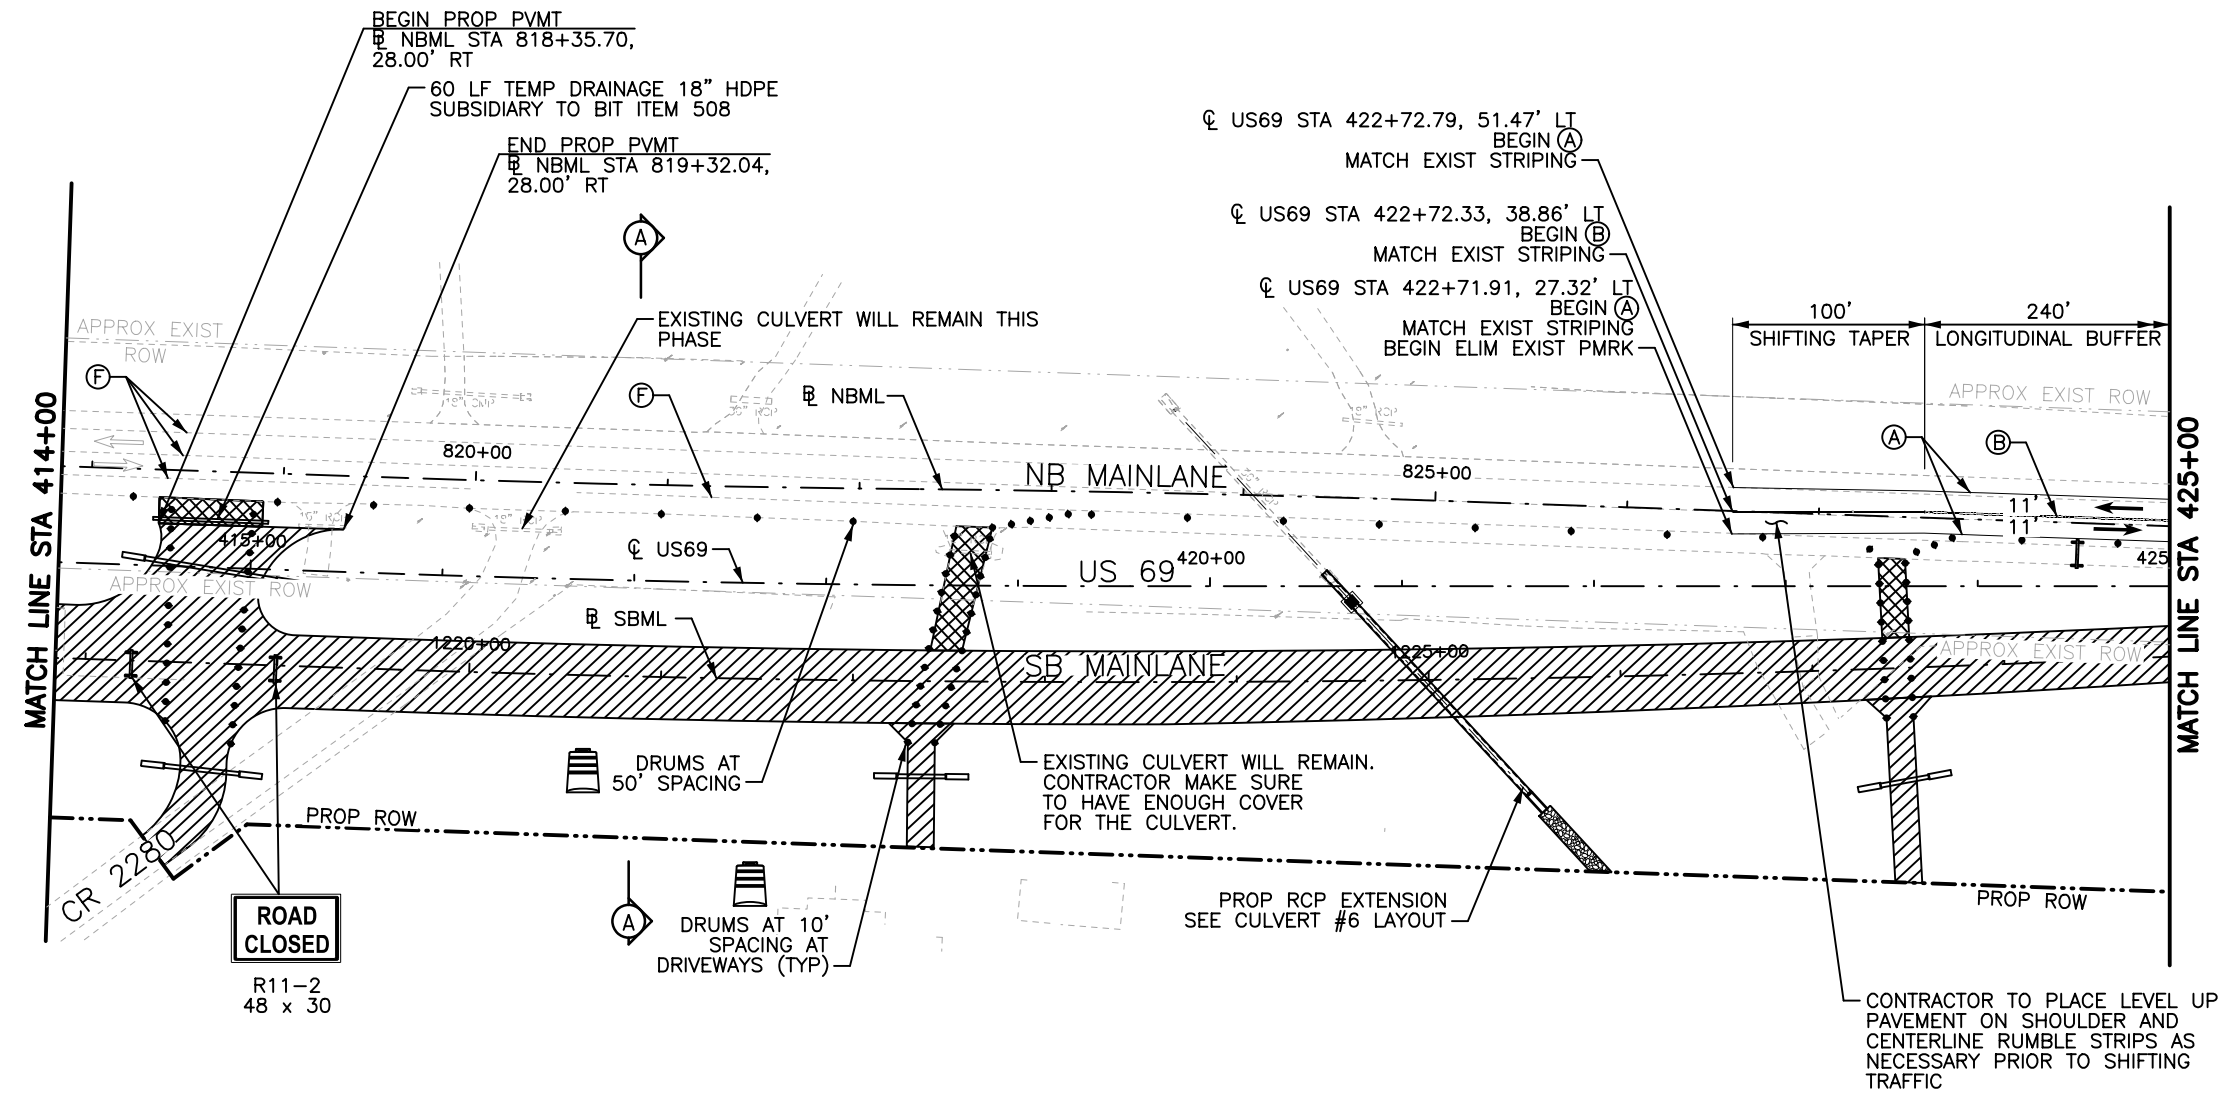 BEGIN PROP PVMT
℄ NBML STA 818+35.70,
28.00' RT
60 LF TEMP DRAINAGE 18" HDPE
SUBSIDIARY TO BIT ITEM 508
END PROP PVMT
℄ NBML STA 819+32.04,
28.00' RT
A
℄ US69 STA 422+72.79, 51.47' LT
BEGIN A
MATCH EXIST STRIPING
℄ US69 STA 422+72.33, 38.86' LT
BEGIN B
MATCH EXIST STRIPING
℄ US69 STA 422+71.91, 27.32' LT
BEGIN A
MATCH EXIST STRIPING
BEGIN ELIM EXIST PMRK
100'
SHIFTING TAPER
240'
LONGITUDINAL BUFFER
EXISTING CULVERT WILL REMAIN THIS
PHASE
APPROX EXIST
ROW
APPROX EXIST ROW
F
F
℄ NBML
A
B
MATCH LINE STA 414+00
MATCH LINE STA 425+00
18" CMP
18" RCP
820+00
NB MAINLANE
825+00
11'
11'
18" RCP
415+00
℄ US69
US 69
420+00
425
APPROX EXIST ROW
℄ SBML
1220+00
SB MAINLANE
1225+00
APPROX EXIST ROW
DRUMS AT
50' SPACING
EXISTING CULVERT WILL REMAIN.
CONTRACTOR MAKE SURE
TO HAVE ENOUGH COVER
FOR THE CULVERT.
PROP ROW
CR 2280
ROAD
CLOSED
R11-2
48 x 30
A
DRUMS AT 10'
SPACING AT
DRIVEWAYS (TYP)
PROP RCP EXTENSION
SEE CULVERT #6 LAYOUT
PROP ROW
CONTRACTOR TO PLACE LEVEL UP
PAVEMENT ON SHOULDER AND
CENTERLINE RUMBLE STRIPS AS
NECESSARY PRIOR TO SHIFTING
TRAFFIC